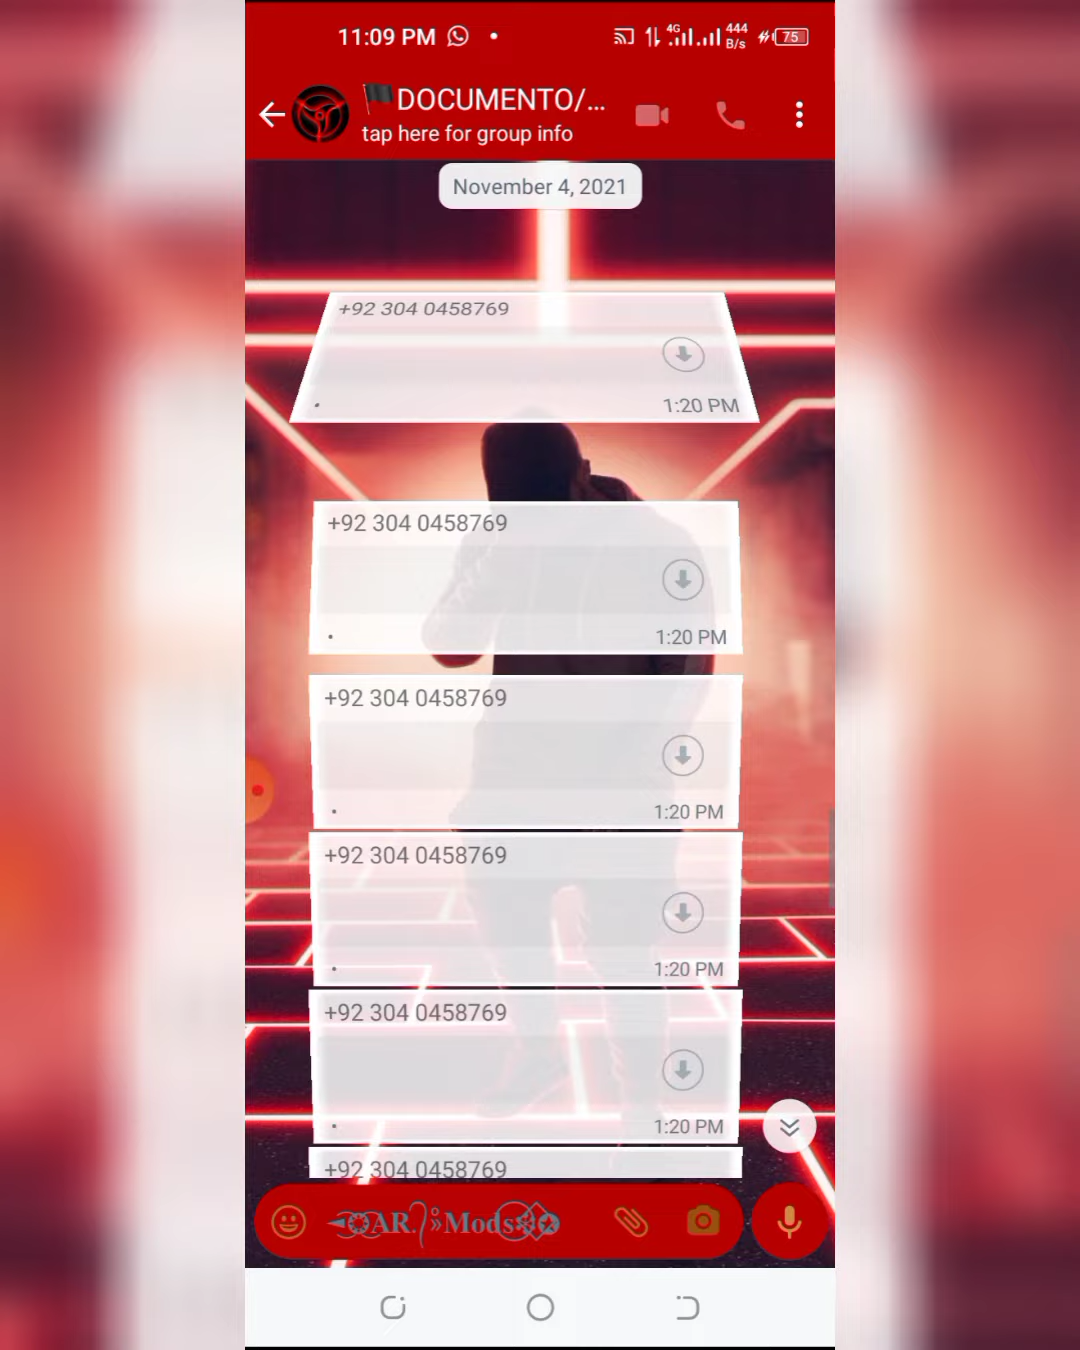 11:09 PM
4G 444 B/s 75
DOCUMENTO/...
tap here for group info
November 4, 2021
+92 304 0458769
1:20 PM
+92 304 0458769
1:20 PM
+92 304 0458769
1:20 PM
+92 304 0458769
1:20 PM
+92 304 0458769
1:20 PM
+92 304 0458769
AR. Mods